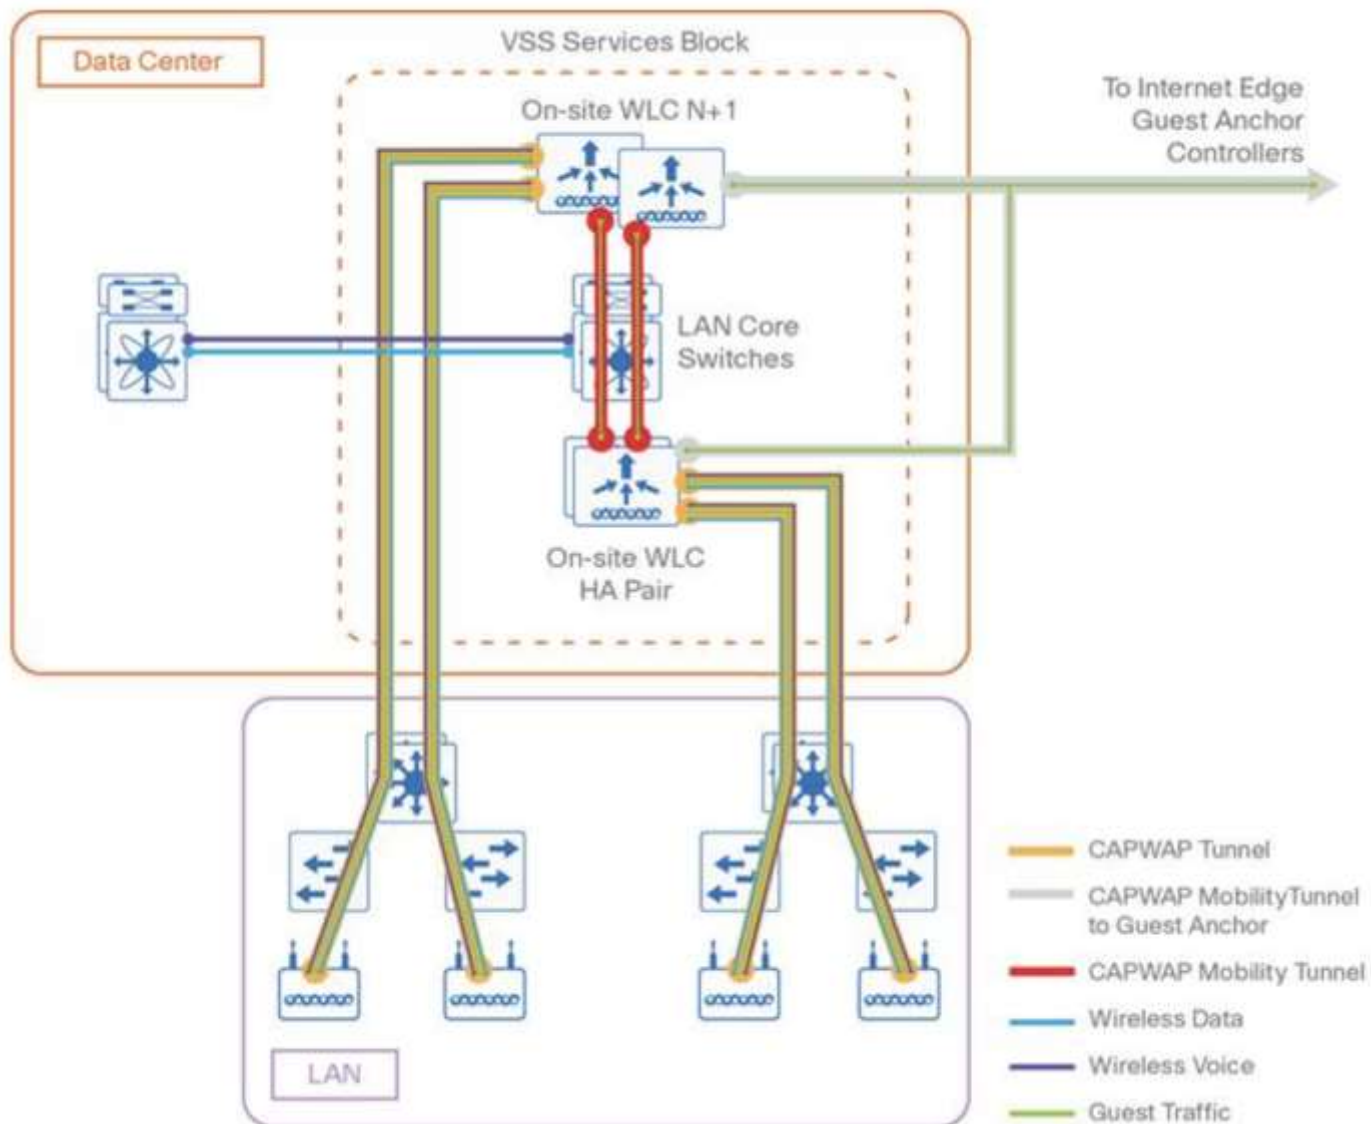 Data Center
VSS Services Block
On-site WLC N+1
To Internet Edge
Guest Anchor
Controllers
LAN Core
Switches
On-site WLC
HA Pair
CAPWAP Tunnel
CAPWAP MobilityTunnel
to Guest Anchor
CAPWAP Mobility Tunnel
Wireless Data
Wireless Voice
Guest Traffic
LAN